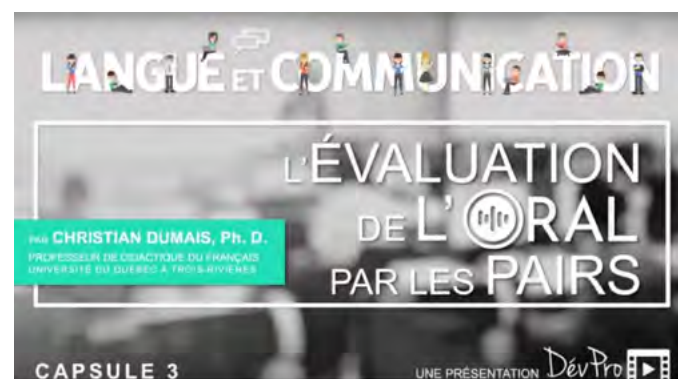 LANGUE ET COMMUNICATION
L'ÉVALUATION
DE L'ORAL
PAR LES PAIRS
PAR CHRISTIAN DUMAIS, Ph. D.
PROFESSEUR DE DIDACTIQUE DU FRANÇAIS
UNIVERSITÉ DU QUÉBEC À TROIS-RIVIÈRES
CAPSULE 3
UNE PRÉSENTATION DévPro